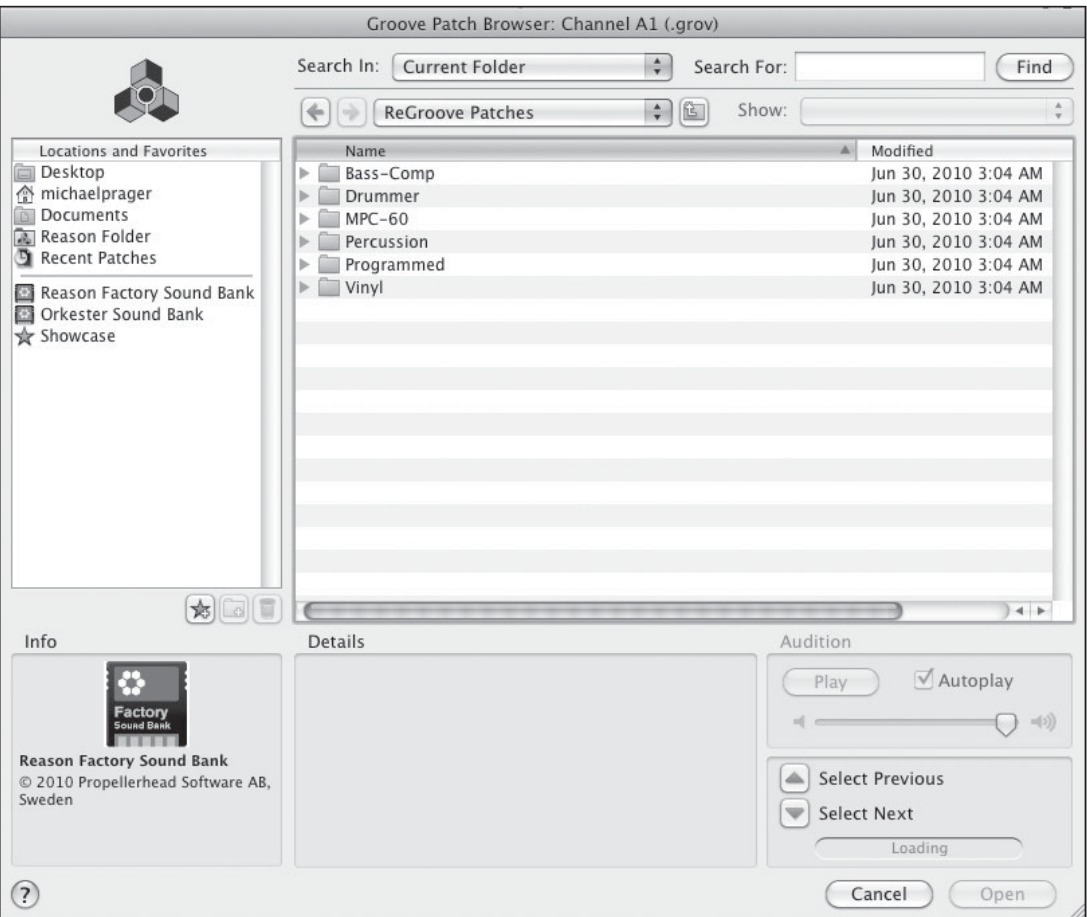 Groove Patch Browser: Channel A1 (.grov)
Search In: Current Folder Search For: Find
ReGroove Patches Show:
Locations and Favorites
Desktop
michaelprager
Documents
Reason Folder
Recent Patches
Reason Factory Sound Bank
Orkester Sound Bank
Showcase
Name Modified
Bass-Comp Jun 30, 2010 3:04 AM
Drummer Jun 30, 2010 3:04 AM
MPC-60 Jun 30, 2010 3:04 AM
Percussion Jun 30, 2010 3:04 AM
Programmed Jun 30, 2010 3:04 AM
Vinyl Jun 30, 2010 3:04 AM
Info
Factory
Sound Bank
Reason Factory Sound Bank
© 2010 Propellerhead Software AB,
Sweden
Details
Audition
Play Autoplay
Select Previous
Select Next
Loading
? Cancel Open